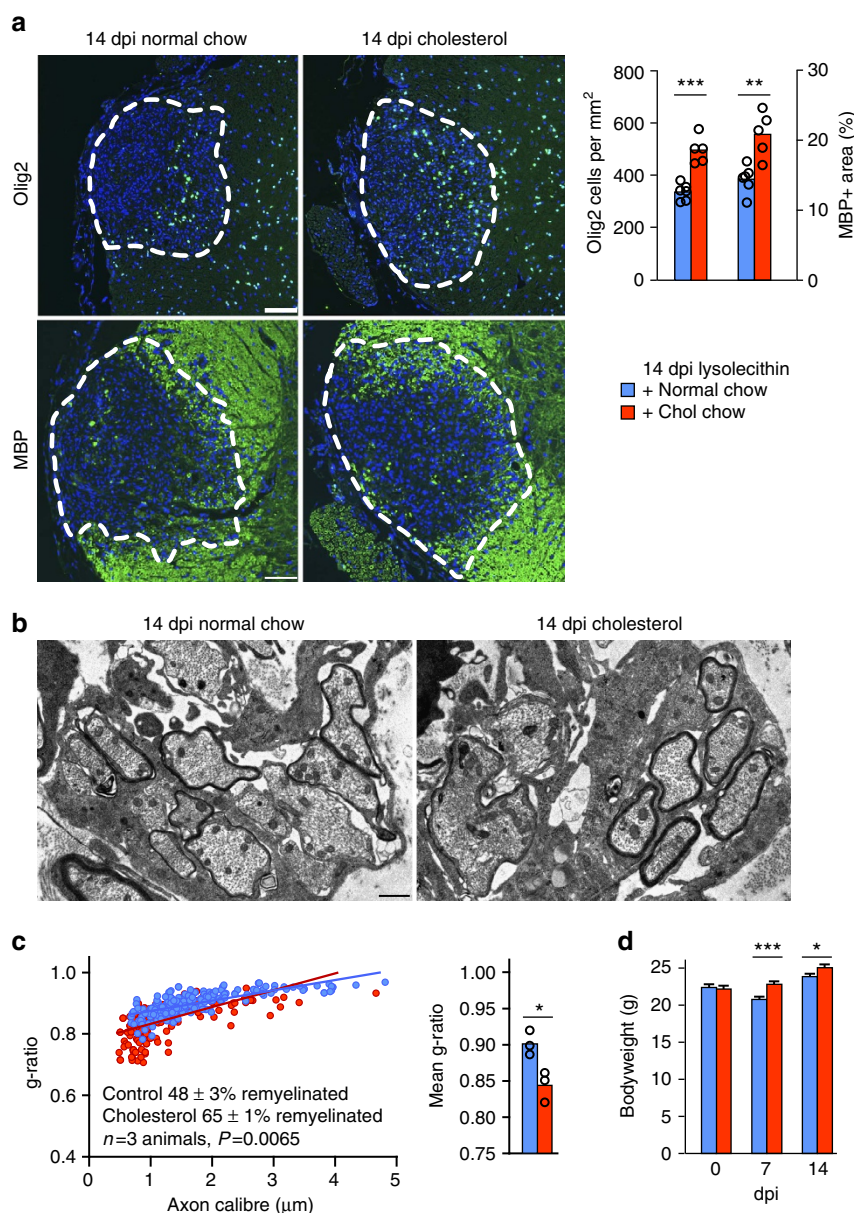 a
14 dpi normal chow
14 dpi cholesterol
Olig2
MBP
800
600
400
200
0
Olig2 cells per mm²
***
**
30
20
10
0
MBP+ area (%)
14 dpi lysolecithin
+ Normal chow
+ Chol chow
b
14 dpi normal chow
14 dpi cholesterol
c
1.0
0.8
0.6
0.4
g-ratio
Control 48 ± 3% remyelinated
Cholesterol 65 ± 1% remyelinated
n=3 animals, P=0.0065
0 1 2 3 4 5
Axon calibre (μm)
1.00
0.95
0.90
0.85
0.80
0.75
Mean g-ratio
*
d
25
20
15
10
5
0
Bodyweight (g)
***
*
0 7 14
dpi